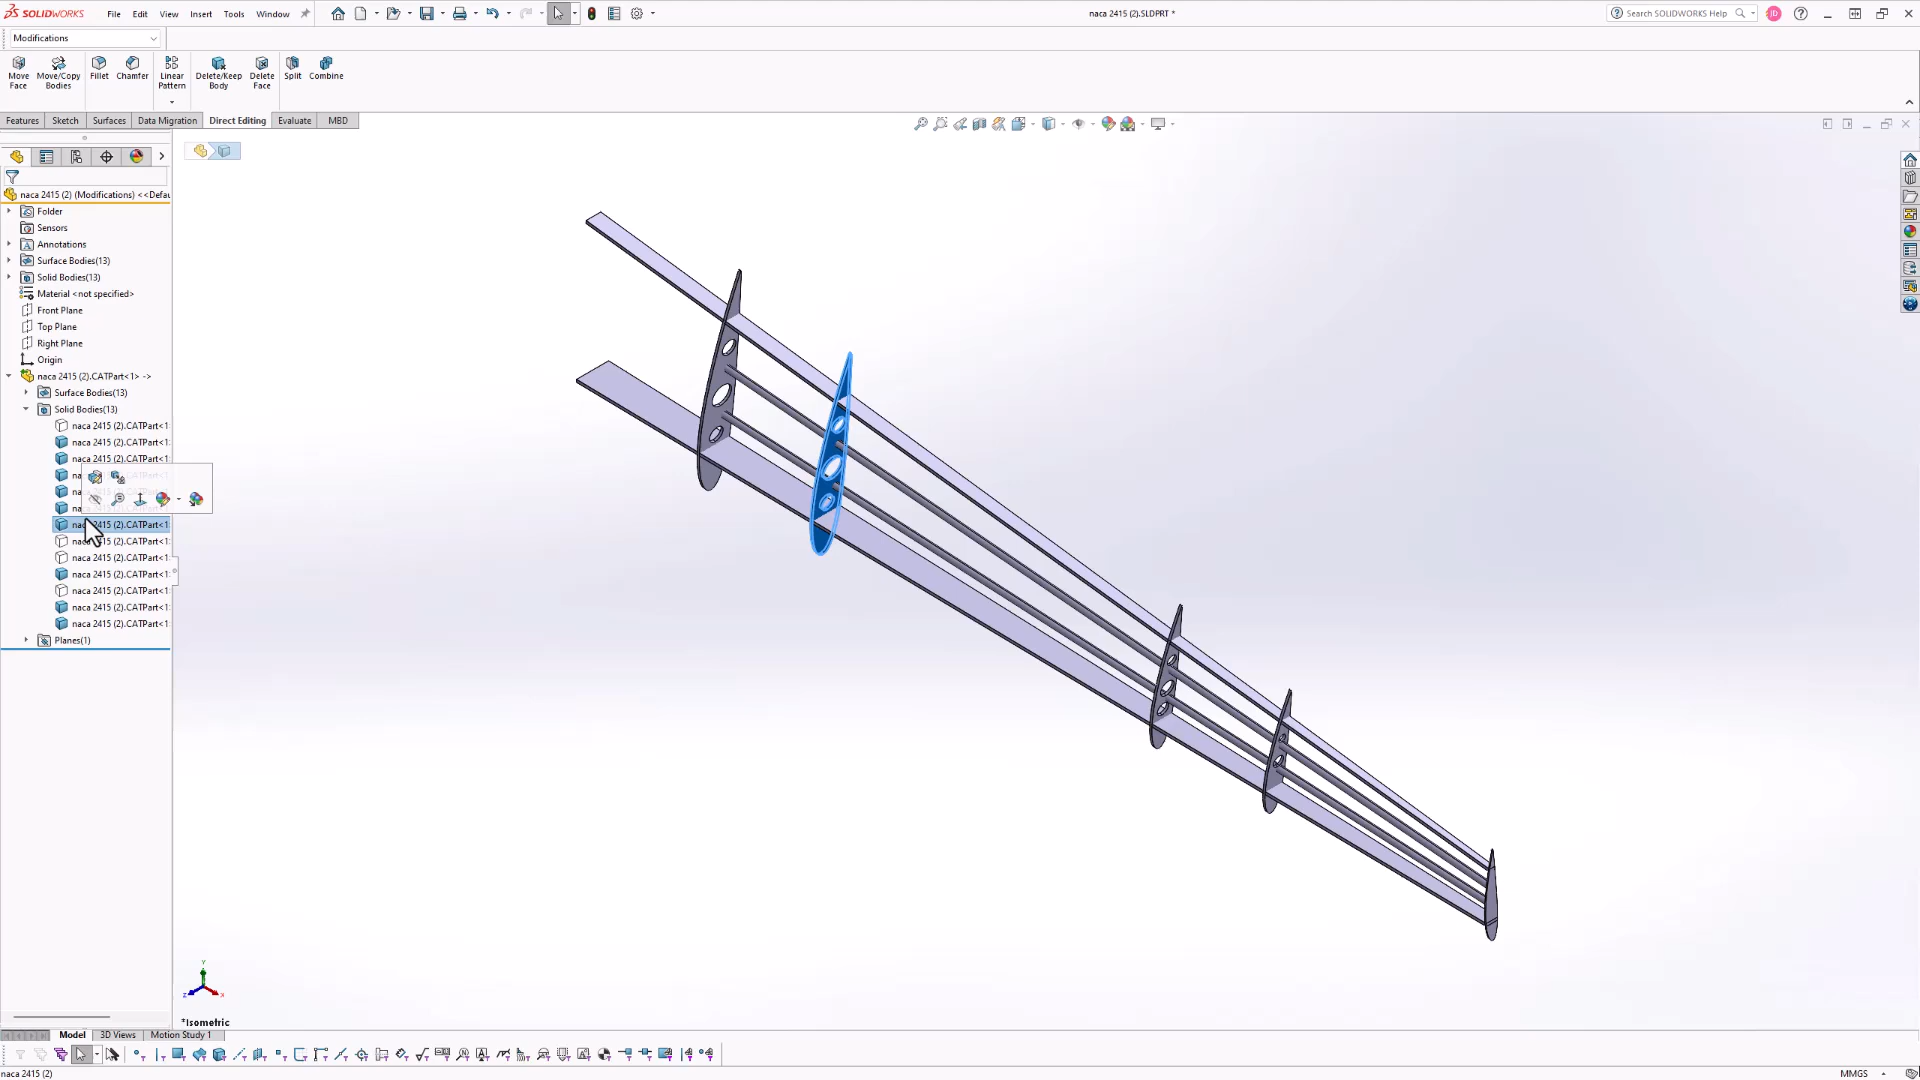 SOLIDWORKS File Edit View Insert Tools Window naca 2415 (2).SLDPRT * Search SOLIDWORKS Help
Modifications
Move Face
Move/Copy Bodies
Fillet
Chamfer
Linear Pattern
Delete/Keep Body
Delete Face
Split
Combine
Features Sketch Surfaces Data Migration Direct Editing Evaluate MBD
naca 2415 (2) (Modifications) <<Defau
Folder
Sensors
Annotations
Surface Bodies(13)
Solid Bodies(13)
Material <not specified>
Front Plane
Top Plane
Right Plane
Origin
naca 2415 (2).CATPart<1> ->
Surface Bodies(13)
Solid Bodies(13)
naca 2415 (2).CATPart<1>
naca 2415 (2).CATPart<1>
naca 2415 (2).CATPart<1>
na
na
na
naca 2415 (2).CATPart<1>
naca 2415 (2).CATPart<1>
naca 2415 (2).CATPart<1>
naca 2415 (2).CATPart<1>
naca 2415 (2).CATPart<1>
naca 2415 (2).CATPart<1>
naca 2415 (2).CATPart<1>
Planes(1)
Y
Z X
*Isometric
Model 3D Views Motion Study 1
naca 2415 (2) MMGS